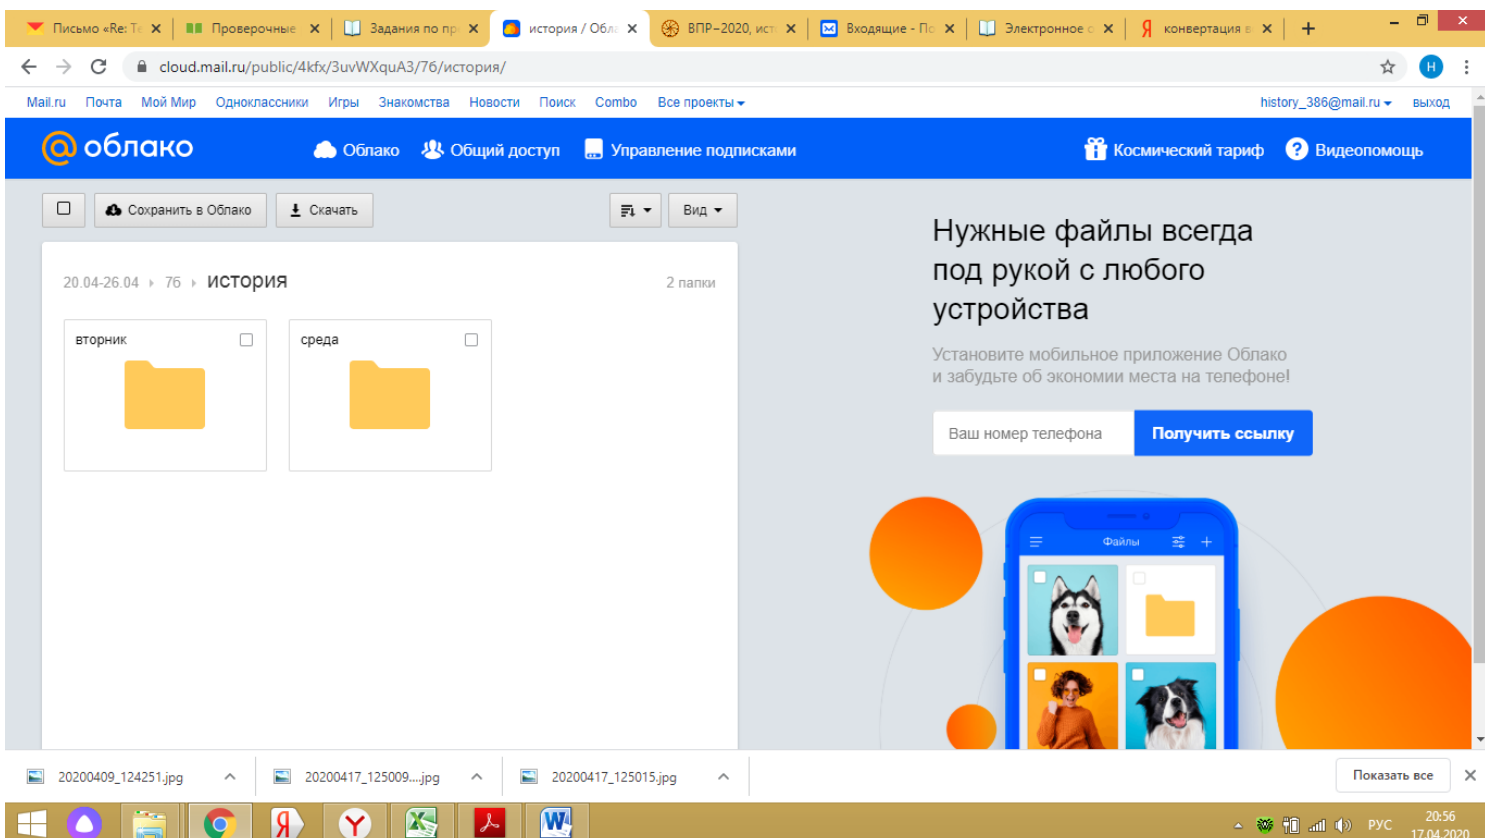 Письмо «Re: Те
Проверочные
Задания по пр
история / Обла
ВПР-2020, исто
Входящие - По
Электронное о
конвертация в
cloud.mail.ru/public/4kfx/3uvWXquA3/7б/история/
Н
Mail.ru Почта Мой Мир Одноклассники Игры Знакомства Новости Поиск Combo Все проекты
history_386@mail.ru выход
облако
Облако Общий доступ Управление подписками
Космический тариф Видеопомощь
Сохранить в Облако Скачать Вид
20.04-26.04 7б история 2 папки
вторник среда
Нужные файлы всегда
под рукой с любого
устройства
Установите мобильное приложение Облако
и забудьте об экономии места на телефоне!
Ваш номер телефона Получить ссылку
Файлы
20200409_124251.jpg 20200417_125009....jpg 20200417_125015.jpg Показать все
РУС 20:56
17.04.2020